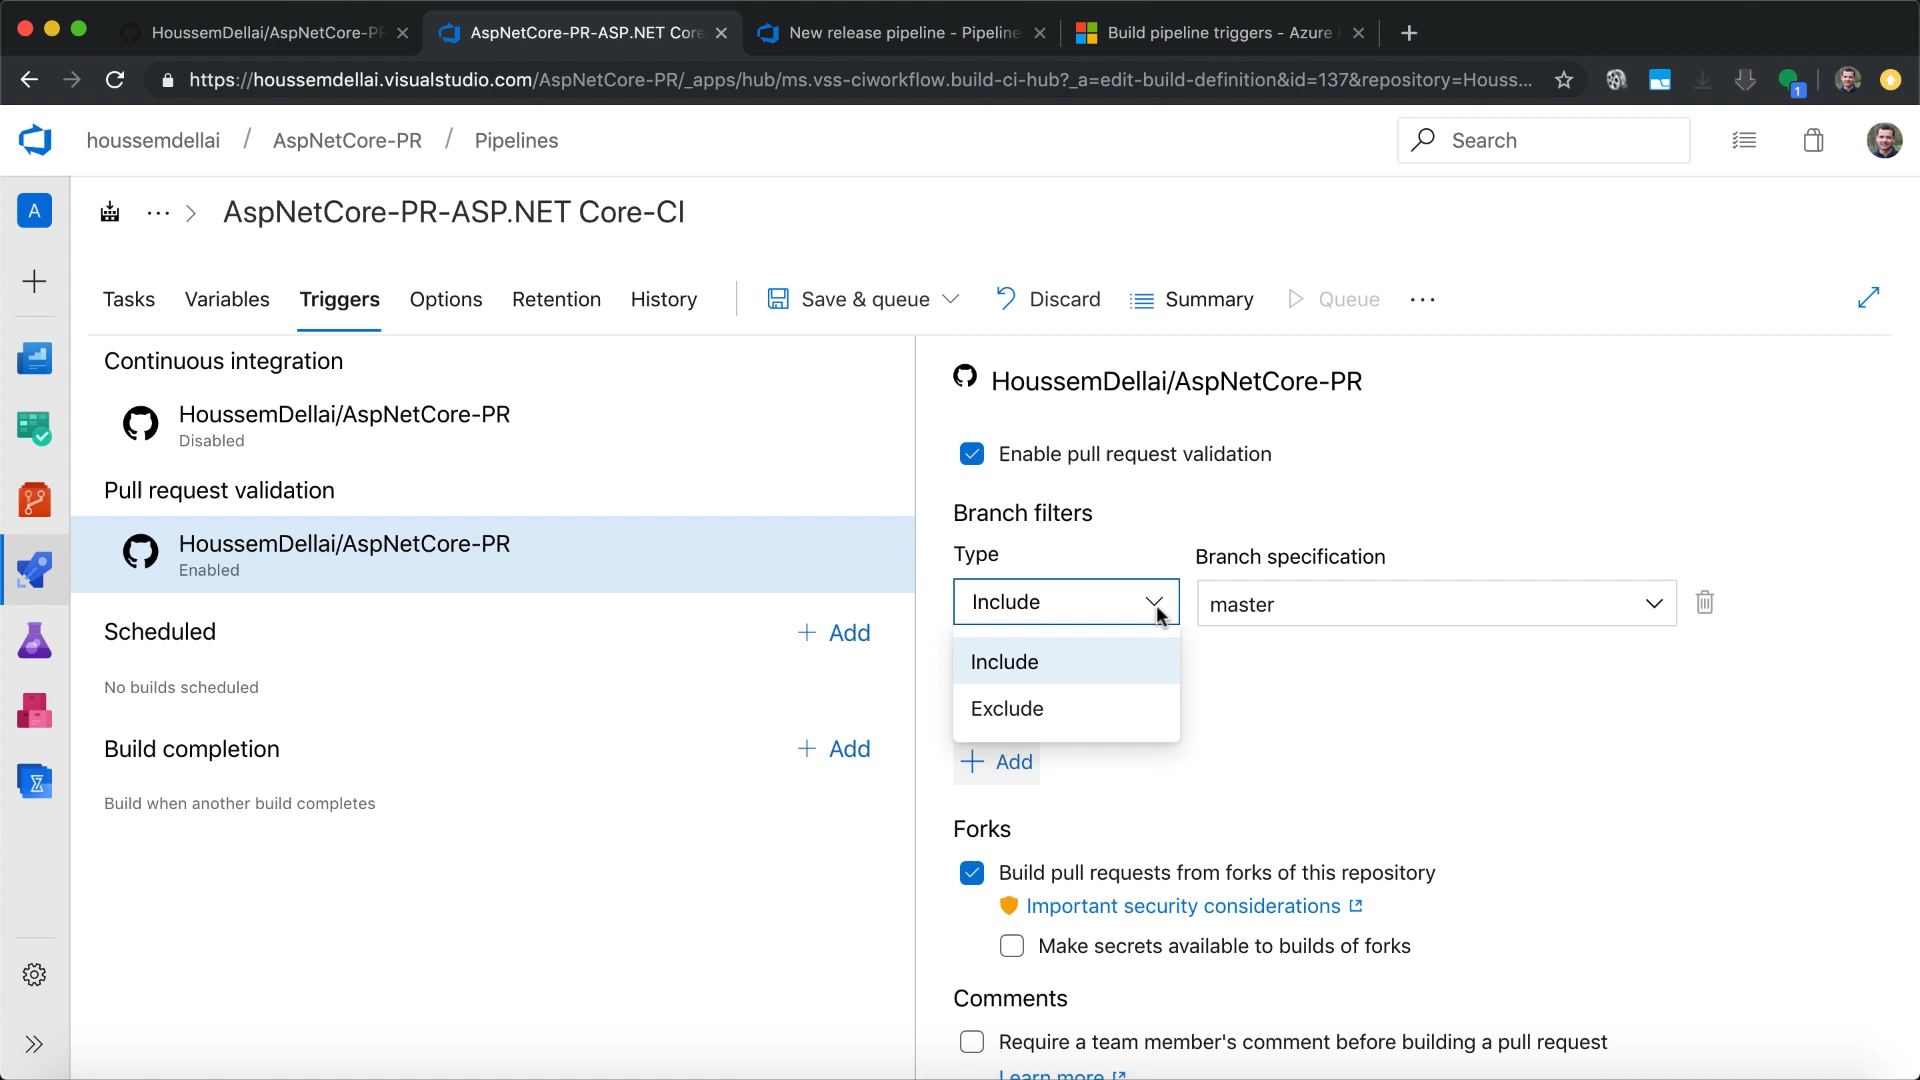 HoussemDellai/AspNetCore-PR
AspNetCore-PR-ASP.NET Core
New release pipeline - Pipeline
Build pipeline triggers - Azure
https://houssemdellai.visualstudio.com/AspNetCore-PR/_apps/hub/ms.vss-ciworkflow.build-ci-hub?_a=edit-build-definition&id=137&repository=Houss...
1
houssemdellai / AspNetCore-PR / Pipelines
Search
A
... > AspNetCore-PR-ASP.NET Core-CI
Tasks Variables Triggers Options Retention History Save & queue Discard Summary Queue ...
Continuous integration
HoussemDellai/AspNetCore-PR
Disabled
Pull request validation
HoussemDellai/AspNetCore-PR
Enabled
Scheduled
+ Add
No builds scheduled
Build completion
+ Add
Build when another build completes
HoussemDellai/AspNetCore-PR
Enable pull request validation
Branch filters
Type
Branch specification
Include
master
Include
Exclude
+ Add
Forks
Build pull requests from forks of this repository
Important security considerations
Make secrets available to builds of forks
Comments
Require a team member's comment before building a pull request
Learn more